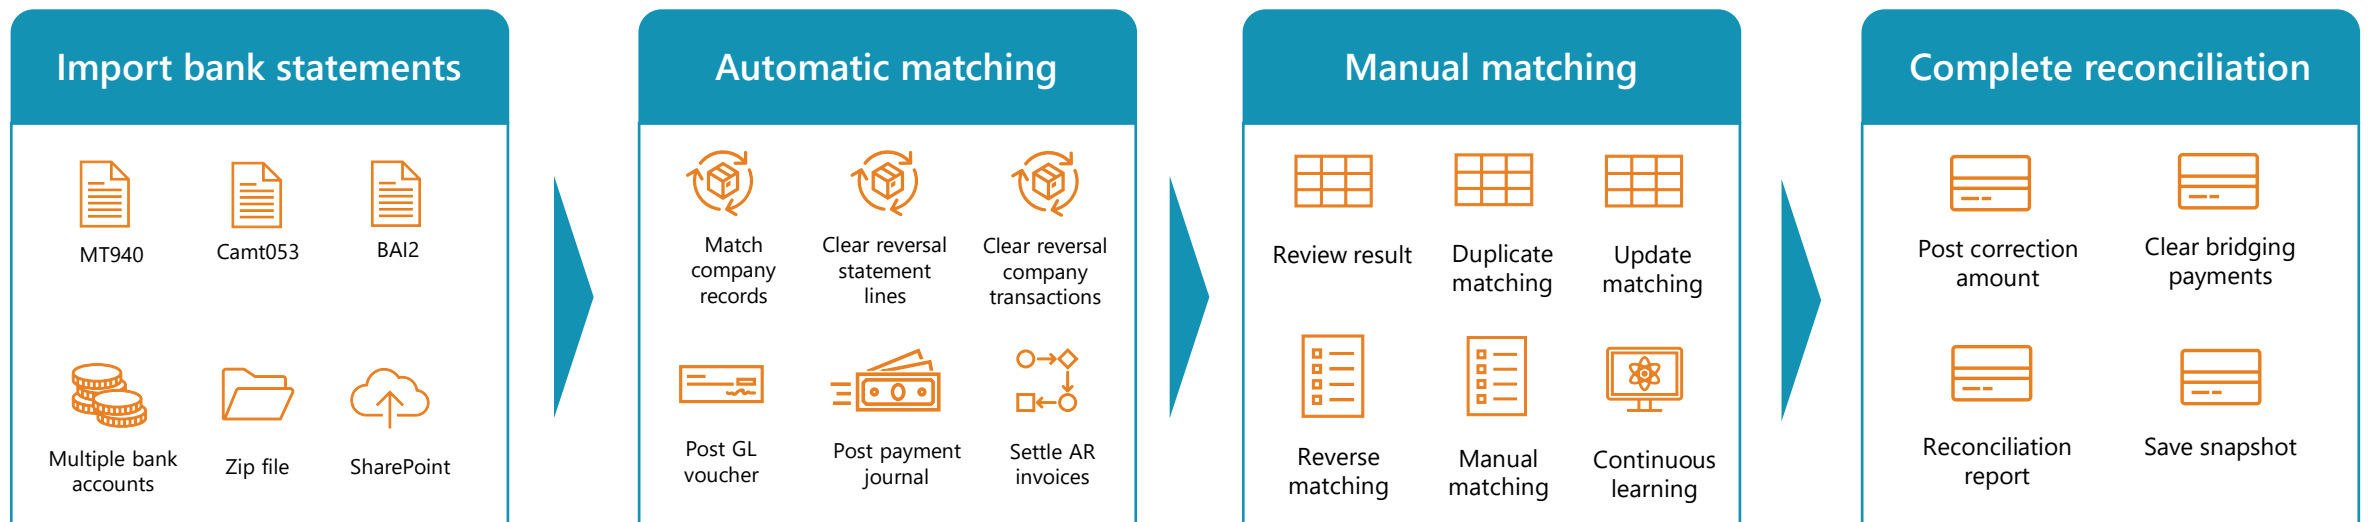 Import bank statements
MT940
Camt053
BAI2
Multiple bank
accounts
Zip file
SharePoint
Automatic matching
Match
company
records
Clear reversal
statement
lines
Clear reversal
company
transactions
Post GL
voucher
Post payment
journal
Settle AR
invoices
Manual matching
Review result
Duplicate
matching
Update
matching
Reverse
matching
Manual
matching
Continuous
learning
Complete reconciliation
Post correction
amount
Clear bridging
payments
Reconciliation
report
Save snapshot